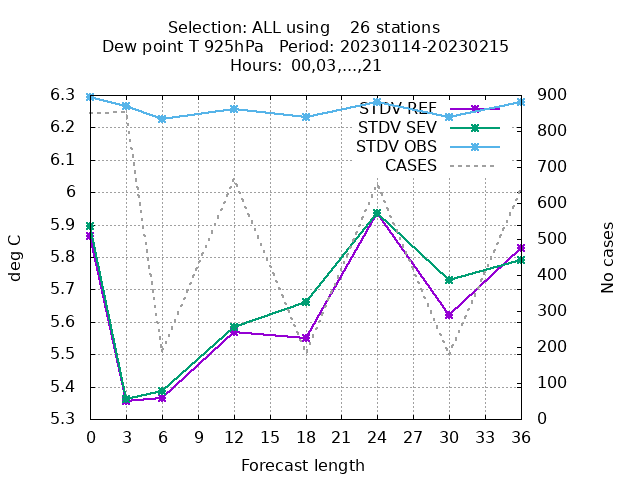 Selection: ALL using    26 stations
Dew point T 925hPa   Period: 20230114-20230215
Hours: 00,03,...,21
6.3
6.2
6.1
6
5.9
5.8
5.7
5.6
5.5
5.4
5.3
900
800
700
600
500
400
300
200
100
0
STDV REF
STDV SEV
STDV OBS
CASES
deg C
No cases
0 3 6 9 12 15 18 21 24 27 30 33 36
Forecast length